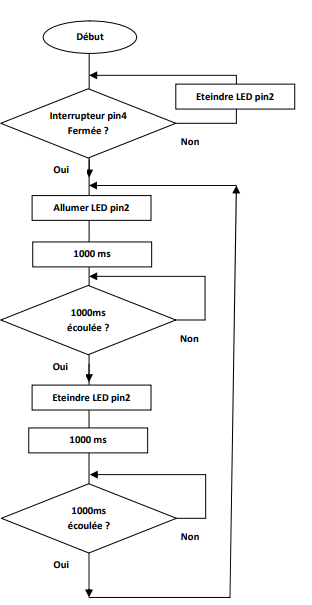 Début
Eteindre LED pin2
Interrupteur pin4
Fermée ?
Non
Oui
Allumer LED pin2
1000 ms
1000ms
écoulée ?
Non
Oui
Eteindre LED pin2
1000 ms
1000ms
écoulée ?
Non
Oui